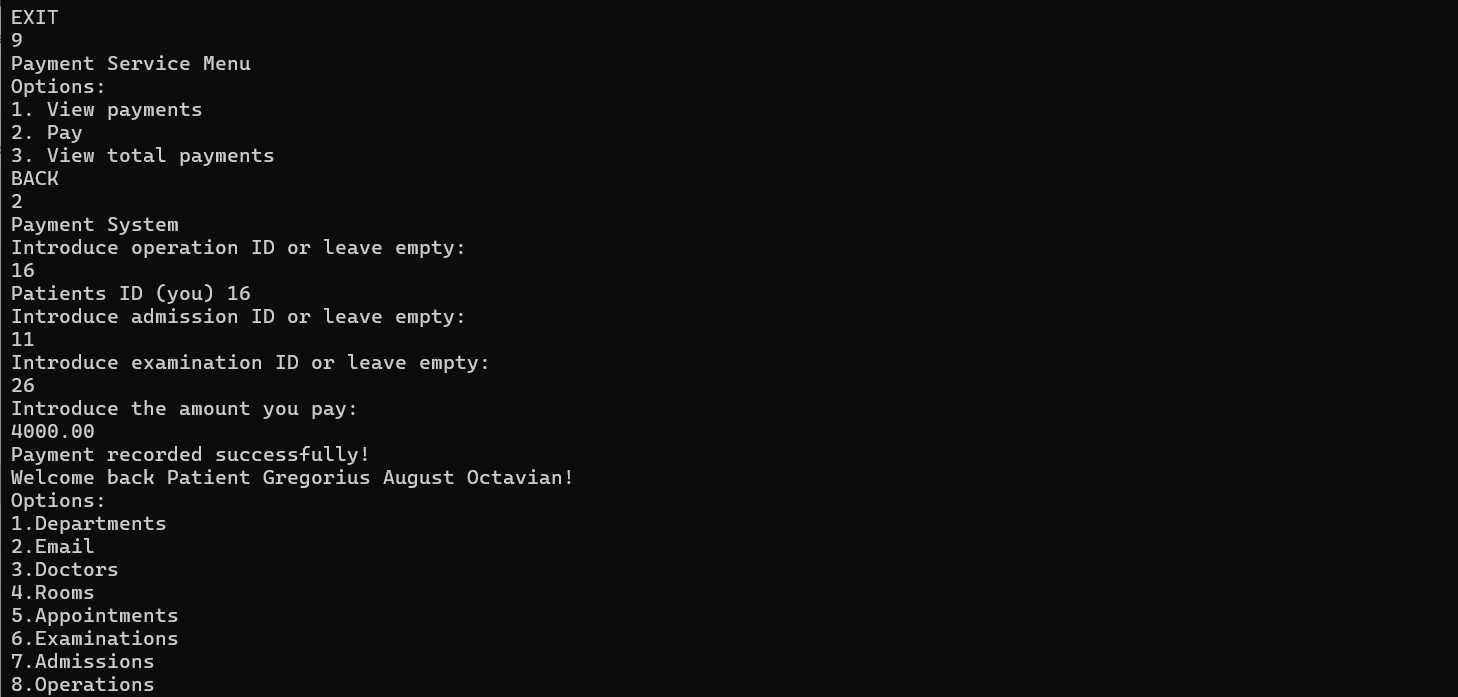 EXIT
9
Payment Service Menu
Options:
1. View payments
2. Pay
3. View total payments
BACK
2
Payment System
Introduce operation ID or leave empty:
16
Patients ID (you) 16
Introduce admission ID or leave empty:
11
Introduce examination ID or leave empty:
26
Introduce the amount you pay:
4000.00
Payment recorded successfully!
Welcome back Patient Gregorius August Octavian!
Options:
1.Departments
2.Email
3.Doctors
4.Rooms
5.Appointments
6.Examinations
7.Admissions
8.Operations